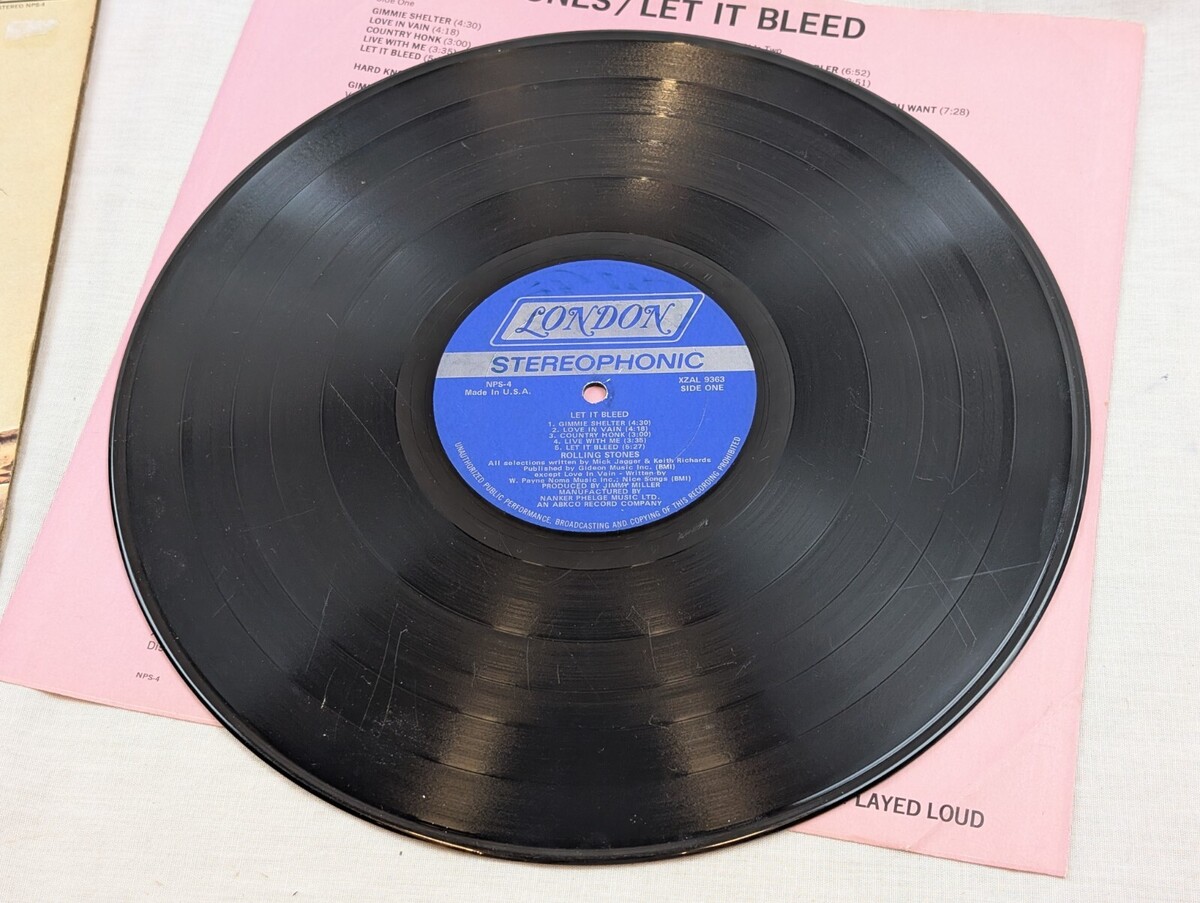 NPS-4
ONES/LET IT BLEED
Side One
GIMMIE SHELTER (4:30)
LOVE IN VAIN (4:18)
COUNTRY HONK (3:00)
LIVE WITH ME (3:35)
LET IT BLEED
HARD
(6:52)
WANT (7:28)
LONDON
STEREOPHONIC
NPS-4
Made in U.S.A.
XZAL 9363
SIDE ONE
LET IT BLEED
1. GIMMIE SHELTER (4:30)
2. LOVE IN VAIN (4:18)
3. COUNTRY HONK (3:00)
4. LIVE WITH ME (3:35)
5. LET IT BLEED (5:27)
ROLLING STONES
All selections written by Mick Jagger & Keith Richards
Published by Gideon Music Inc. (BMI)
except Love In Vain - Written by
W. Payne Noma Music Inc.; Nice Songs (BMI)
PRODUCED BY JIMMY MILLER
MANUFACTURED BY
NANKER PHELGE MUSIC LTD.
AN ABKCO RECORD COMPANY
UNAUTHORIZED PUBLIC PERFORMANCE, BROADCASTING AND COPYING OF THIS RECORDING PROHIBITED
NPS-4
LAYED LOUD